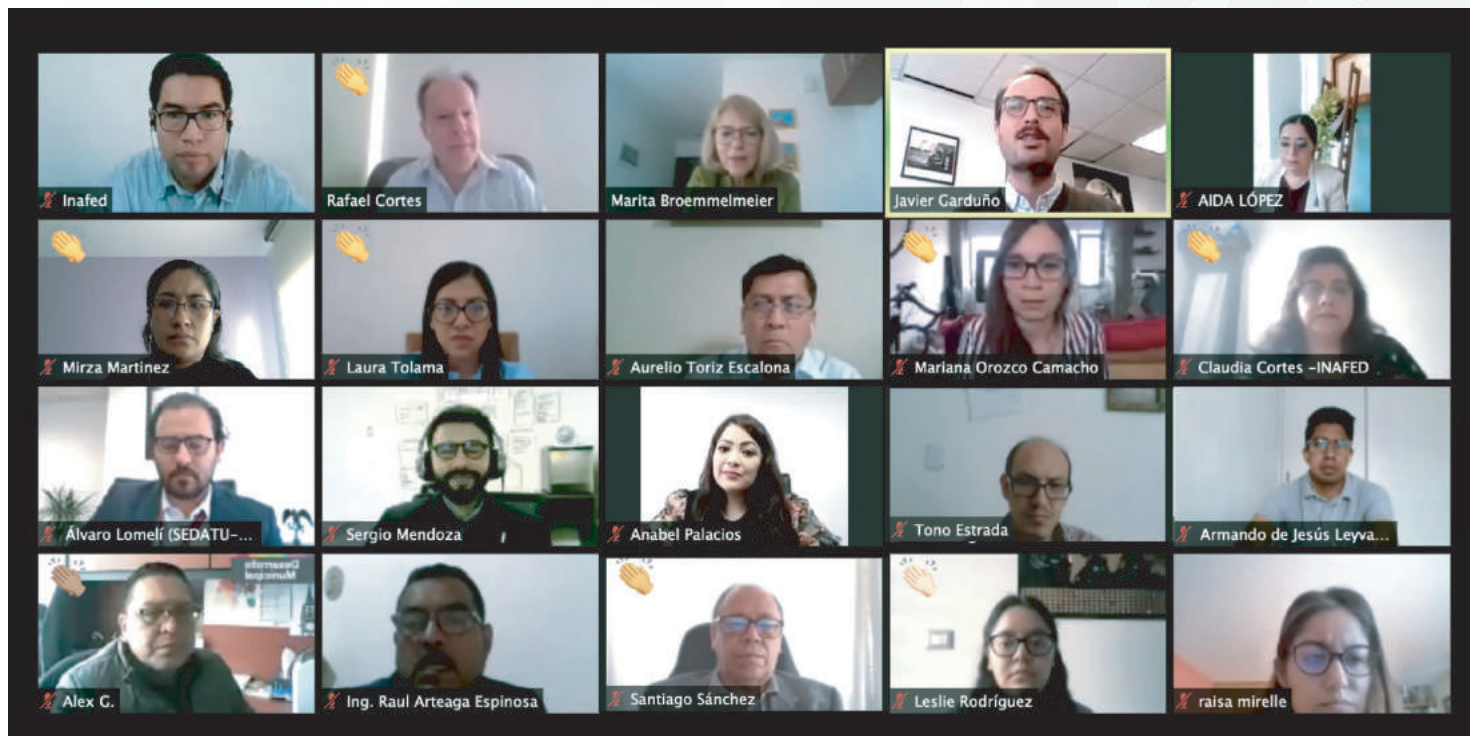 Inafed
Rafael Cortes
Marita Broemmelmeier
Javier Garduño
AIDA LÓPEZ
Mirza Martinez
Laura Tolama
Aurelio Toriz Escalona
Mariana Orozco Camacho
Claudia Cortes -INAFED
Álvaro Lomelí (SEDATU-...
Sergio Mendoza
Anabel Palacios
Tono Estrada
Armando de Jesús Leyva...
Desarrollo
Municipal
Alex G.
Ing. Raul Arteaga Espinosa
Santiago Sánchez
Leslie Rodríguez
raisa mirelle